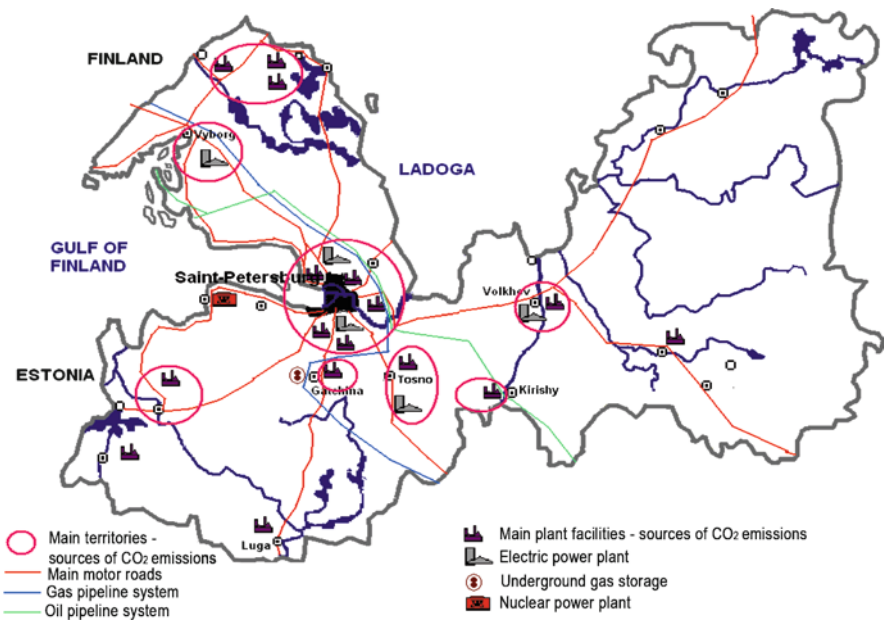 FINLAND
Vyborg
LADOGA
GULF OF
FINLAND
Saint-Petersburg
Volkhov
ESTONIA
Gatchina
Tosno
Kirishy
Luga
Main territories -
sources of CO2 emissions
Main motor roads
Gas pipeline system
Oil pipeline system
Main plant facilities - sources of CO2 emissions
Electric power plant
Underground gas storage
Nuclear power plant